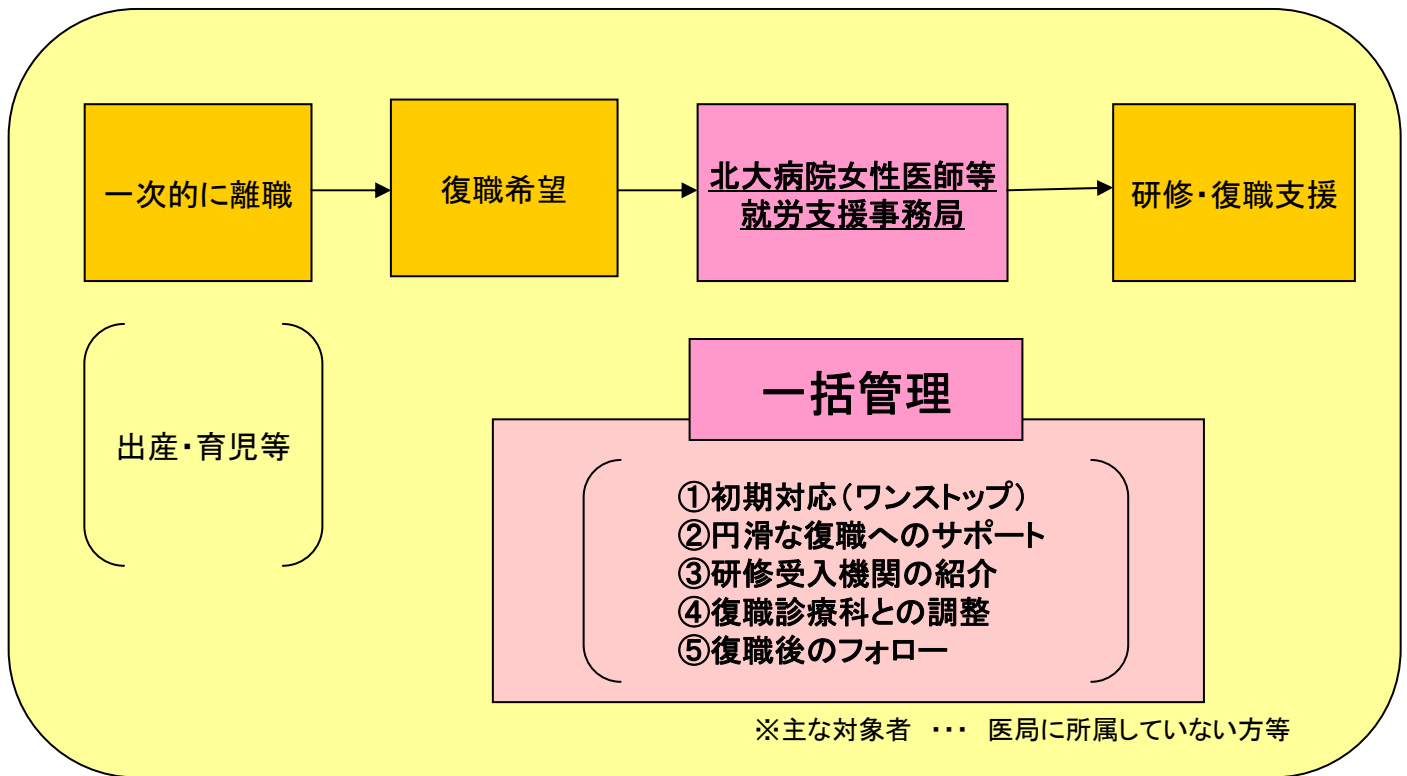 一次的に離職
復職希望
北大病院女性医師等
就労支援事務局
研修・復職支援
出産・育児等
一括管理
①初期対応(ワンストップ)
②円滑な復職へのサポート
③研修受入機関の紹介
④復職診療科との調整
⑤復職後のフォロー
※主な対象者 ・・・ 医局に所属していない方等